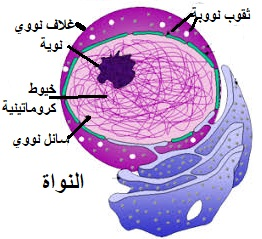 ثقوب نووية
غلاف نووي
نوية
خيوط
كروماتينية
سائل نووي
النواة